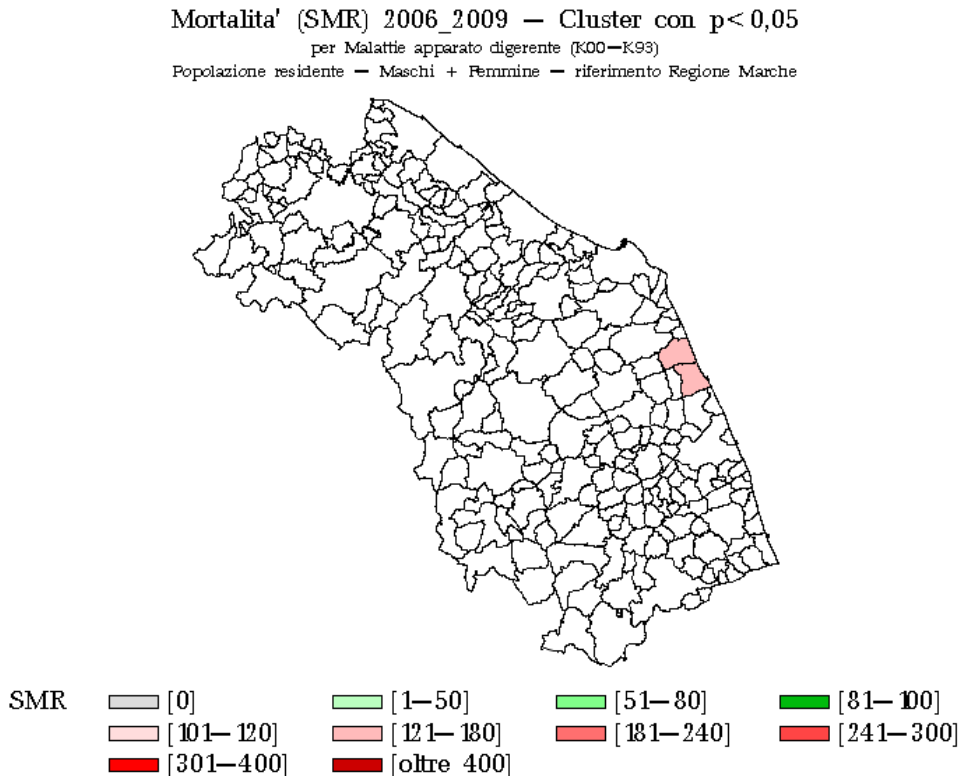 Mortalita' (SMR) 2006_2009 – Cluster con p< 0,05
per Malattie apparato digerente (K00–K93)
Popolazione residente – Maschi + Femmine – riferimento Regione Marche
SMR [0] [1–50] [51–80] [81–100]
[101–120] [121–180] [181–240] [241–300]
[301–400] [oltre 400]